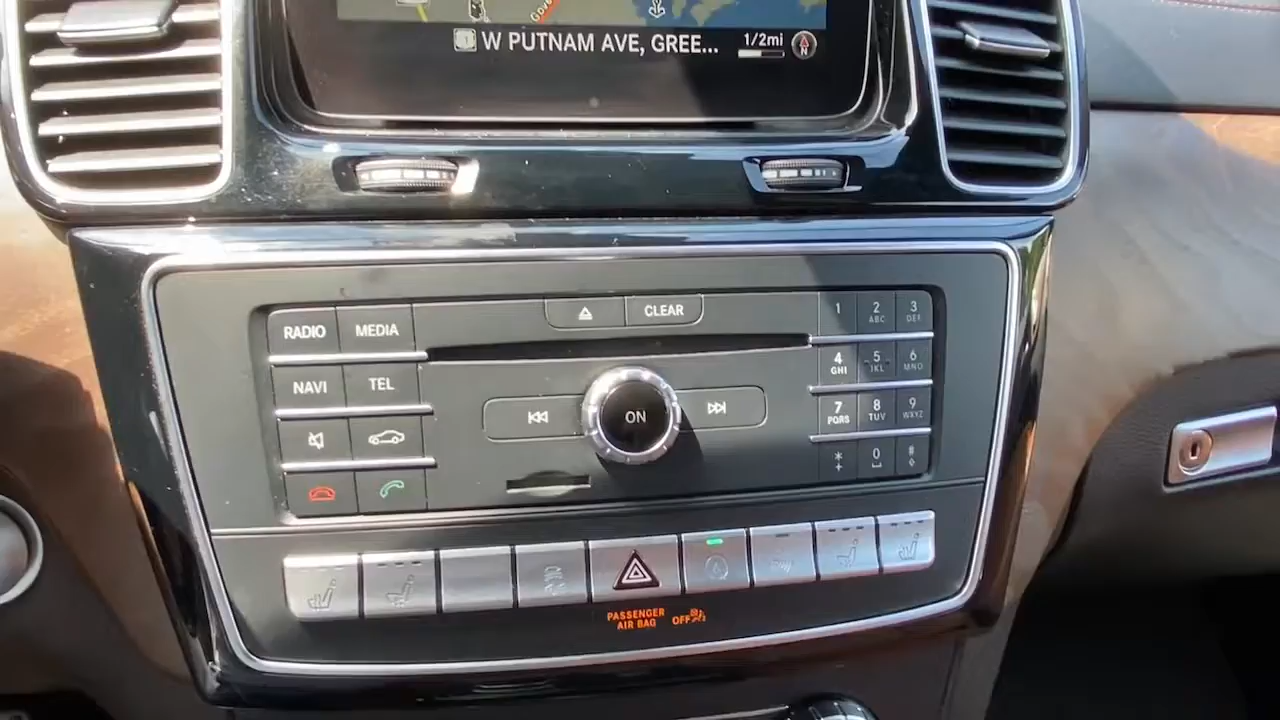 W PUTNAM AVE, GREE...
1/2mi
N
RADIO
MEDIA
CLEAR
1
2
ABC
3
DEF
NAVI
TEL
4
GHI
5
JKL
6
MNO
ON
7
PQRS
8
TUV
9
WXYZ
*
+
0
#
PASSENGER
AIR BAG
OFF